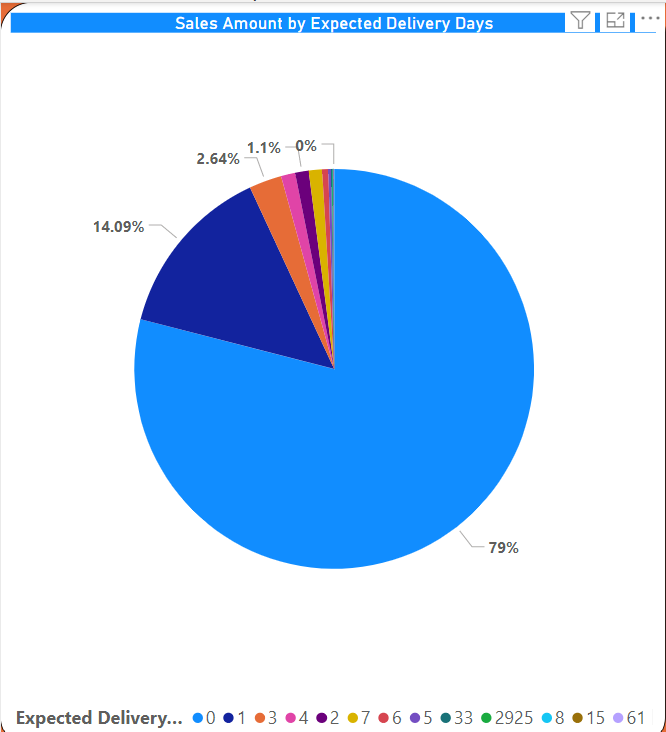 Sales Amount by Expected Delivery Days
0%
1.1%
2.64%
14.09%
79%
Expected Delivery... 0 1 3 4 2 7 6 5 33 2925 8 15 61